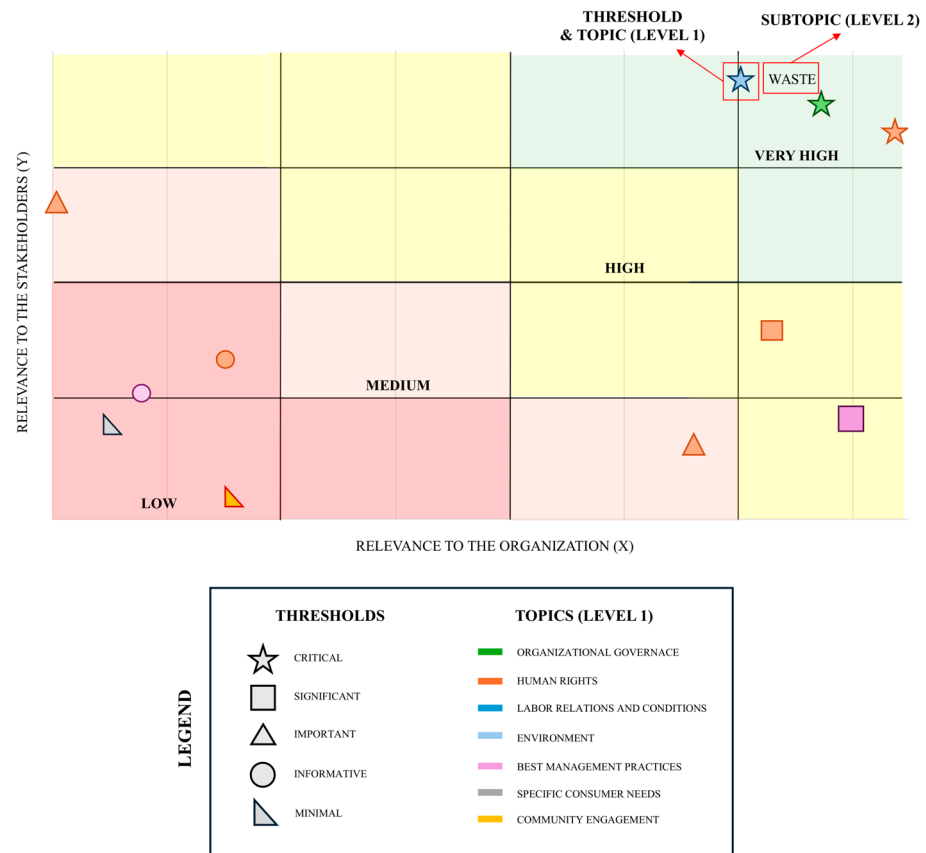 THRESHOLD
& TOPIC (LEVEL 1)
SUBTOPIC (LEVEL 2)
WASTE
VERY HIGH
HIGH
MEDIUM
LOW
RELEVANCE TO THE STAKEHOLDERS (Y)
RELEVANCE TO THE ORGANIZATION (X)
LEGEND
THRESHOLDS
CRITICAL
SIGNIFICANT
IMPORTANT
INFORMATIVE
MINIMAL
TOPICS (LEVEL 1)
ORGANIZATIONAL GOVERNACE
HUMAN RIGHTS
LABOR RELATIONS AND CONDITIONS
ENVIRONMENT
BEST MANAGEMENT PRACTICES
SPECIFIC CONSUMER NEEDS
COMMUNITY ENGAGEMENT